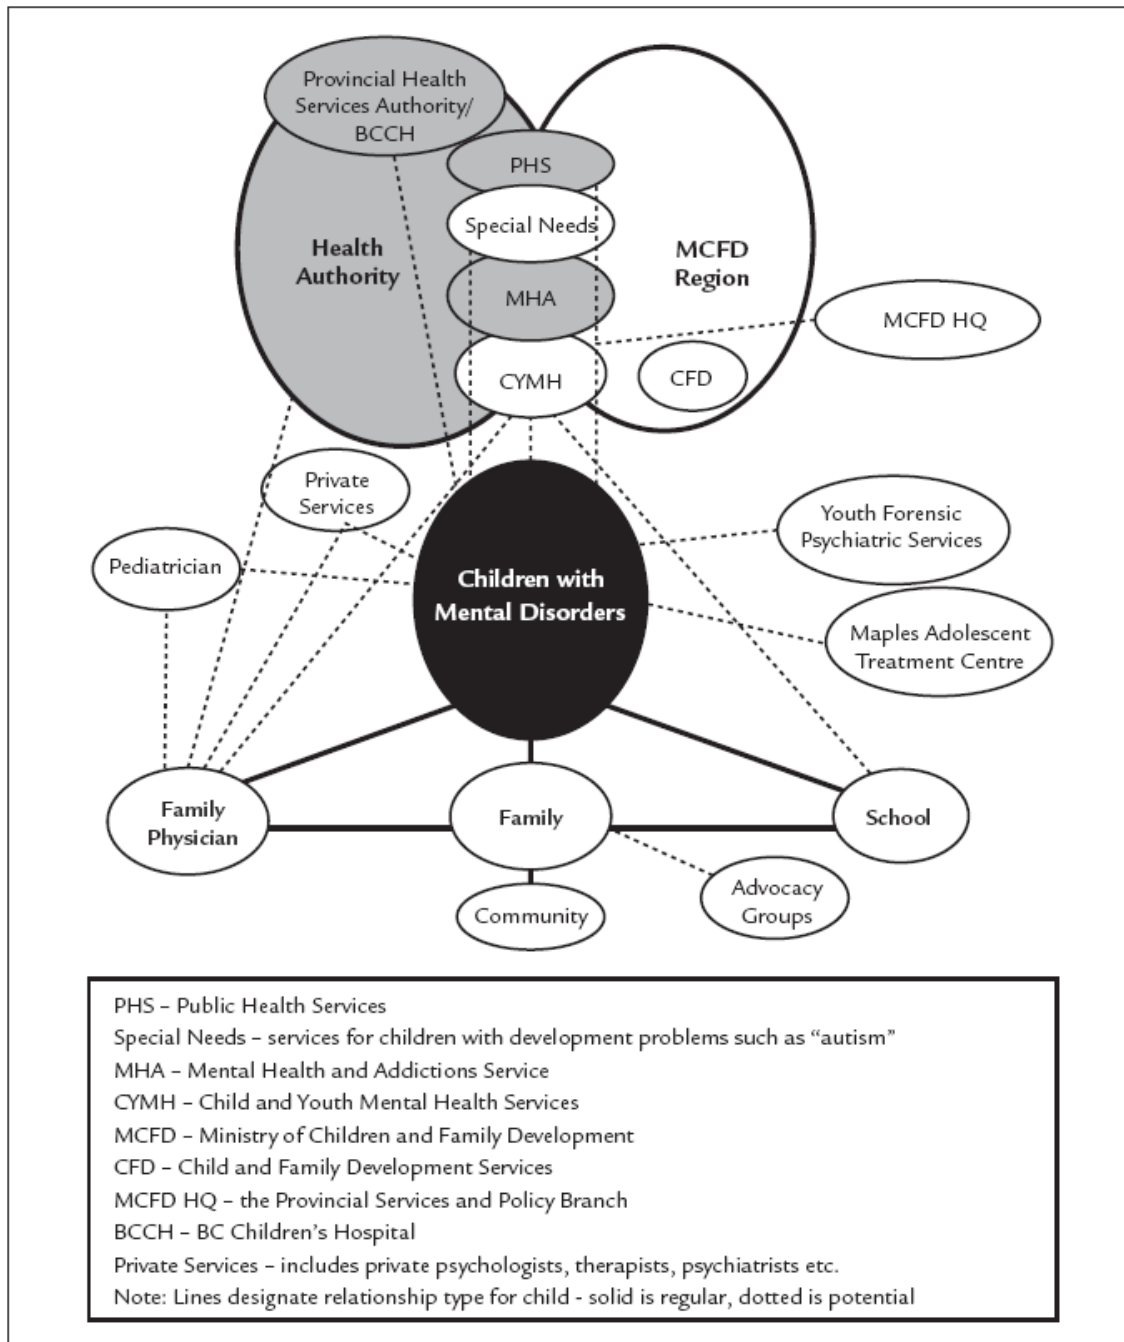 Provincial Health
Services Authority/
BCCH
PHS
Special Needs
Health
Authority
MCFD
Region
MHA
MCFD HQ
CYMH
CFD
Private
Services
Youth Forensic
Psychiatric Services
Pediatrician
Children with
Mental Disorders
Maples Adolescent
Treatment Centre
Family
Physician
Family
School
Advocacy
Groups
Community
PHS – Public Health Services
Special Needs – services for children with development problems such as “autism”
MHA – Mental Health and Addictions Service
CYMH – Child and Youth Mental Health Services
MCFD – Ministry of Children and Family Development
CFD – Child and Family Development Services
MCFD HQ – the Provincial Services and Policy Branch
BCCH – BC Children’s Hospital
Private Services – includes private psychologists, therapists, psychiatrists etc.
Note: Lines designate relationship type for child - solid is regular, dotted is potential